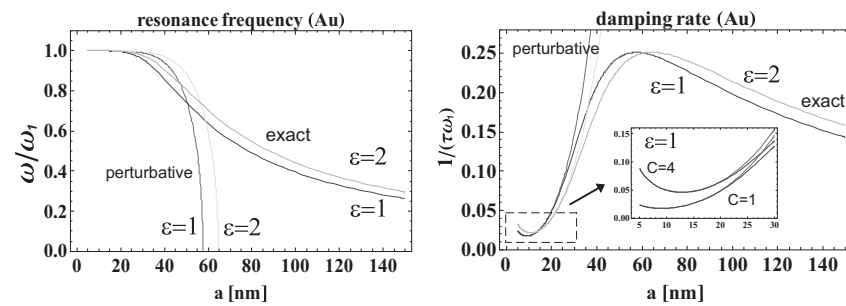 resonance frequency (Au)
ω/ω₁
1.0
0.8
0.6
0.4
0.2
0.0
exact
perturbative
ε=2
ε=1
ε=1
ε=2
0 20 40 60 80 100 120 140
a [nm]
damping rate (Au)
1/(τω₁)
0.25
0.20
0.15
0.10
0.05
0.00
perturbative
ε=2
ε=1
exact
ε=1
C=4
C=1
0.15
0.10
0.05
0.00
5 10 15 20 25 30
0 20 40 60 80 100 120 140
a [nm]